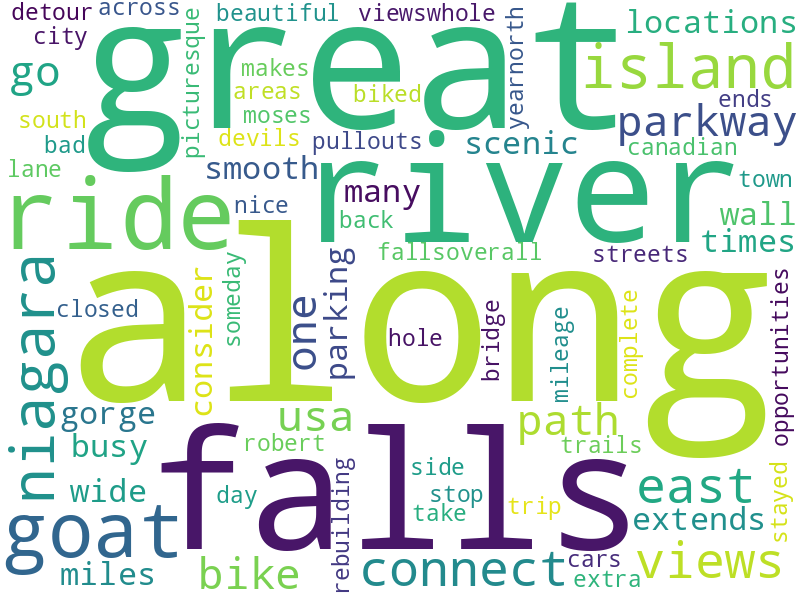 detour
across
beautiful
viewswhole
locations
city
great
yearnorth
go
picturesque
makes
island
areas
biked
ends
south
moses
parkway
bad
devils
pullouts
scenic
canadian
lane
smooth
river
town
ride
many
nice
back
wall
times
fallsoverall
streets
niagara
closed
consider
someday
along
one
parking
hole
bridge
mileage
complete
opportunities
gorge
usa
path
busy
falls
robert
trails
side
wide
day
rebuilding
stop
take
trip
east
stayed
goat
extends
miles
bike
connect
cars
extra
views